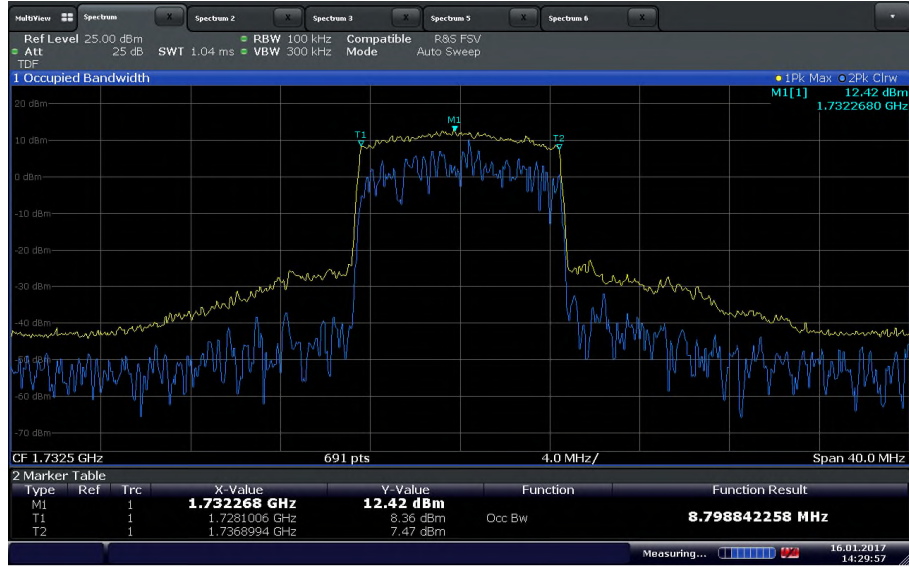 MultiView Spectrum X Spectrum 2 X Spectrum 3 X Spectrum 5 X Spectrum 6 X
Ref Level 25.00 dBm RBW 100 kHz Compatible R&S FSV
Att 25 dB SWT 1.04 ms VBW 300 kHz Mode Auto Sweep
TDF
1 Occupied Bandwidth 1Pk Max 2Pk Clrw
M1[1] 12.42 dBm
1.7322680 GHz
20 dBm
M1
T1 T2
10 dBm
0 dBm
-10 dBm
-20 dBm
-30 dBm
-40 dBm
-50 dBm
-60 dBm
-70 dBm
CF 1.7325 GHz 691 pts 4.0 MHz/ Span 40.0 MHz
2 Marker Table
Type Ref Trc X-Value Y-Value Function Function Result
M1 1 1.732268 GHz 12.42 dBm
T1 1 1.7281006 GHz 8.36 dBm Occ Bw 8.798842258 MHz
T2 1 1.7368994 GHz 7.47 dBm
Measuring... 16.01.2017
14:29:57